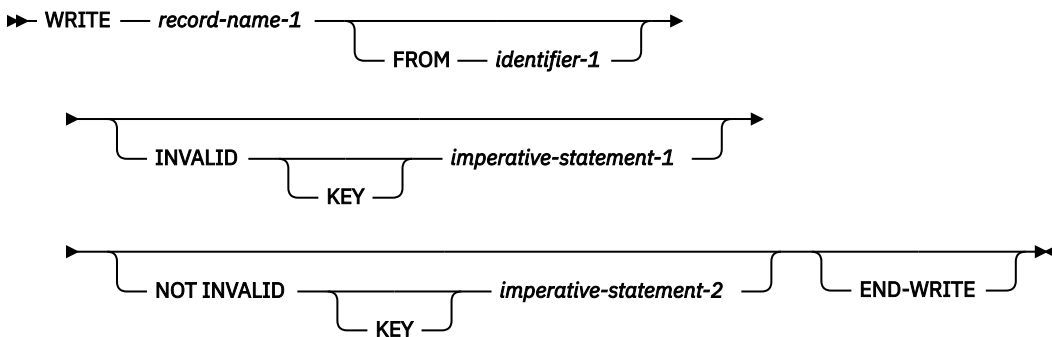 WRITE record-name-1
FROM identifier-1
INVALID imperative-statement-1
KEY
NOT INVALID imperative-statement-2 END-WRITE
KEY